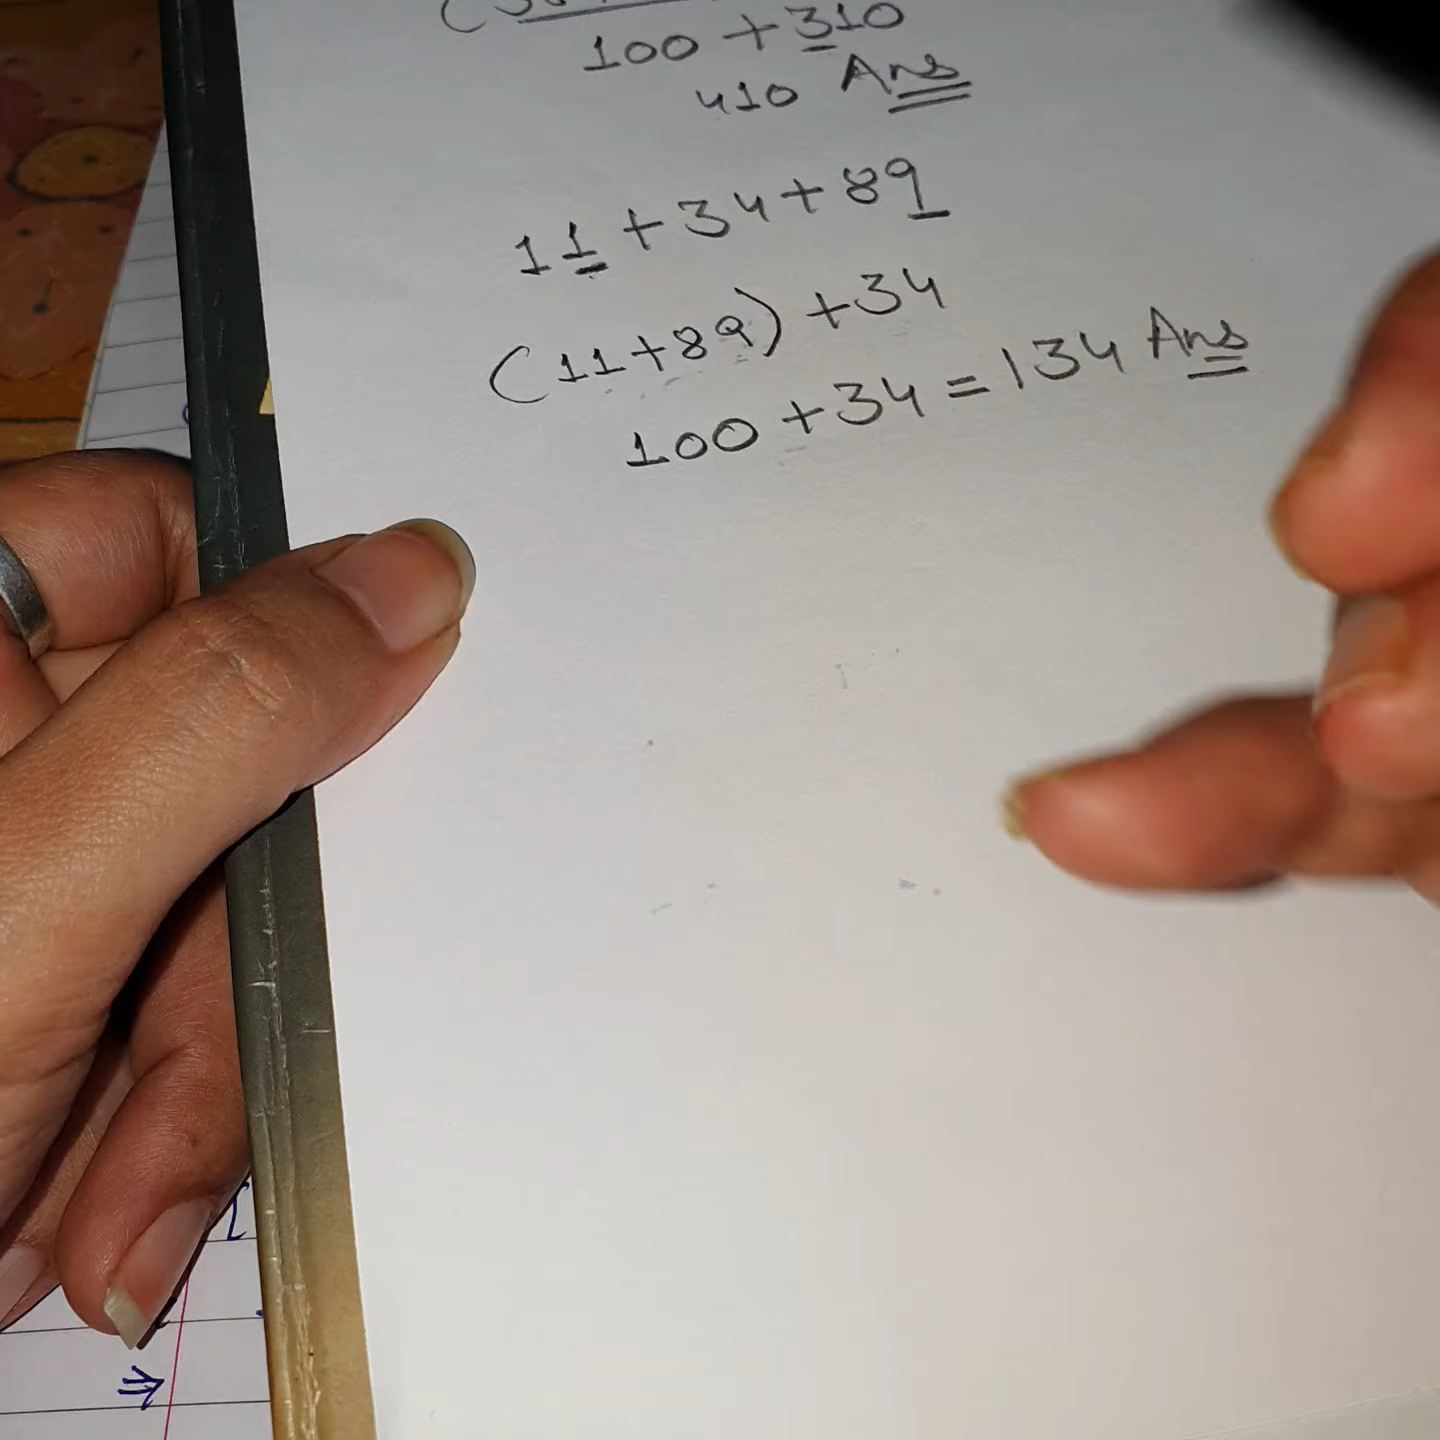 100 + 310
410 Ans
11 + 34 + 89
(11 + 89) + 34
100 + 34 = 134 Ans
⇒